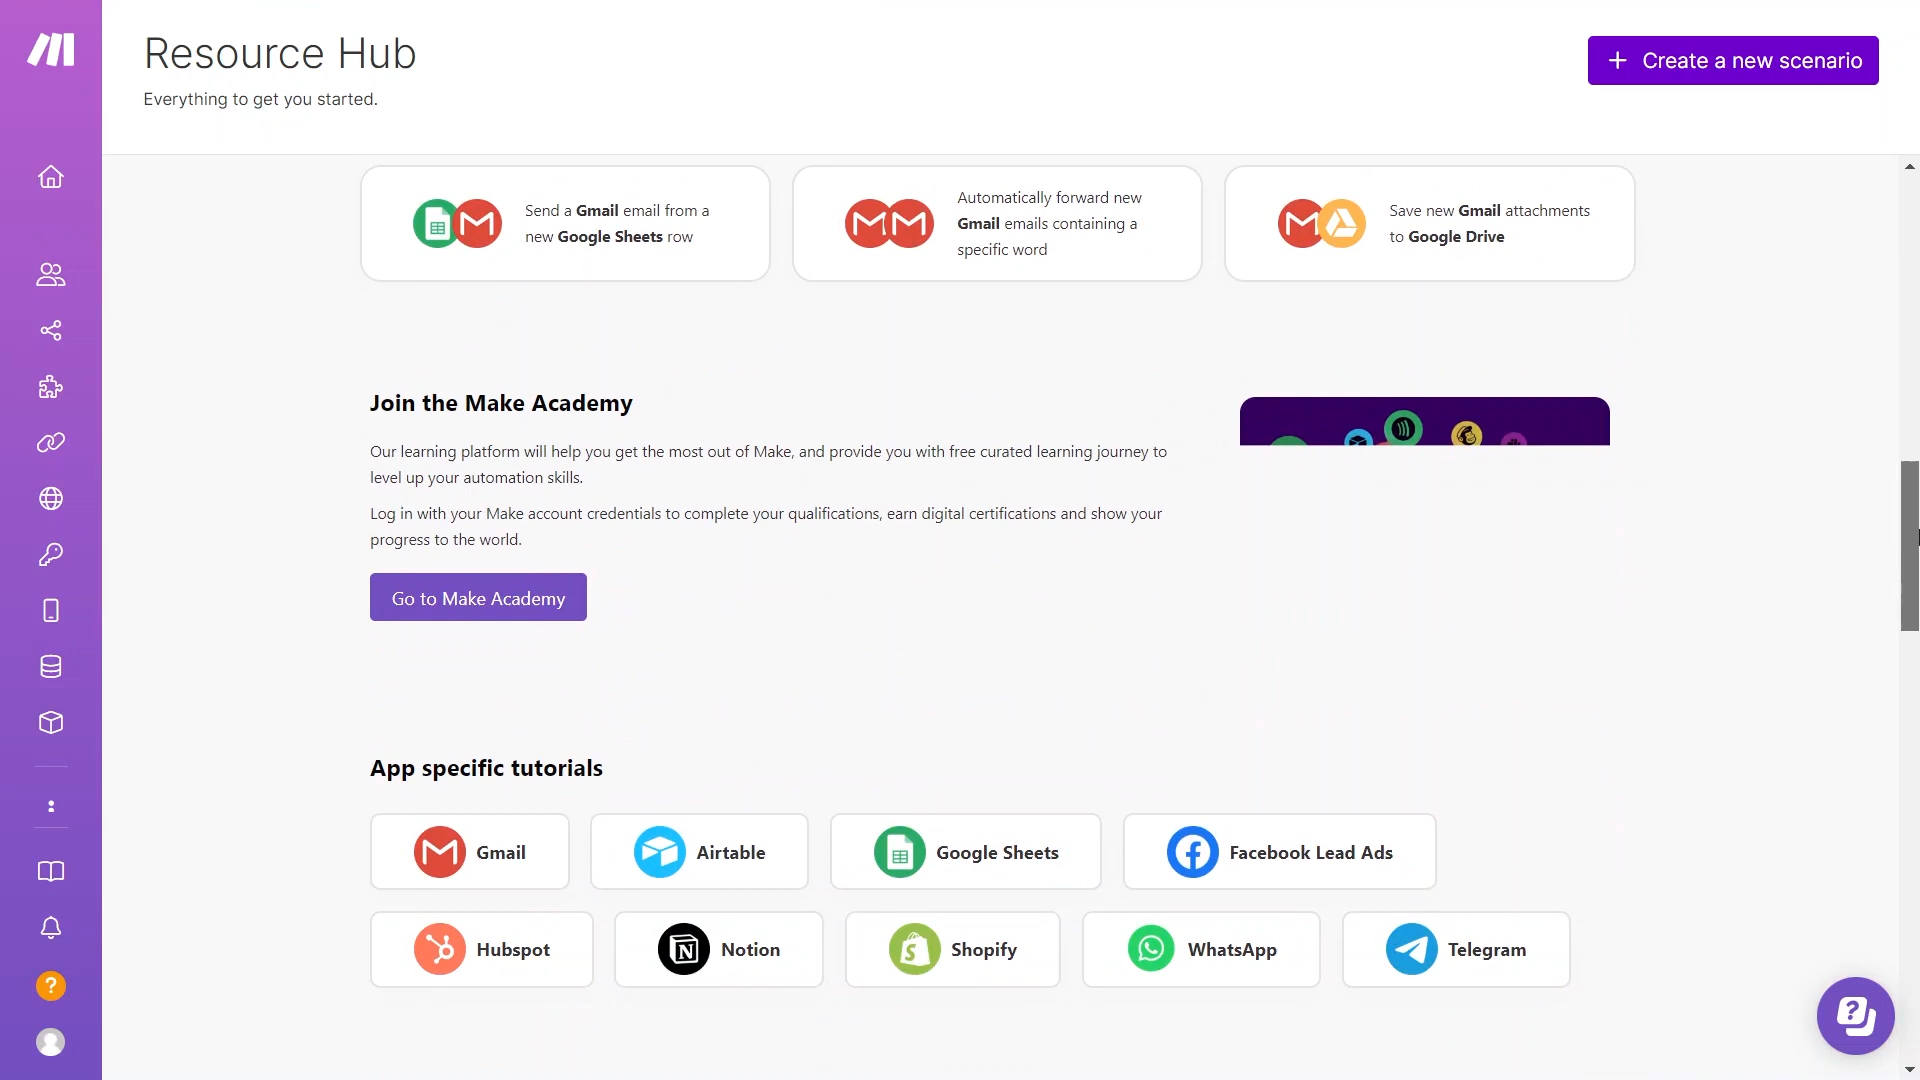 Resource Hub
Everything to get you started.
+ Create a new scenario
Send a Gmail email from a
new Google Sheets row
Automatically forward new
Gmail emails containing a
specific word
Save new Gmail attachments
to Google Drive
Join the Make Academy
Our learning platform will help you get the most out of Make, and provide you with free curated learning journey to
level up your automation skills.
Log in with your Make account credentials to complete your qualifications, earn digital certifications and show your
progress to the world.
Go to Make Academy
App specific tutorials
Gmail
Airtable
Google Sheets
Facebook Lead Ads
Hubspot
Notion
Shopify
WhatsApp
Telegram